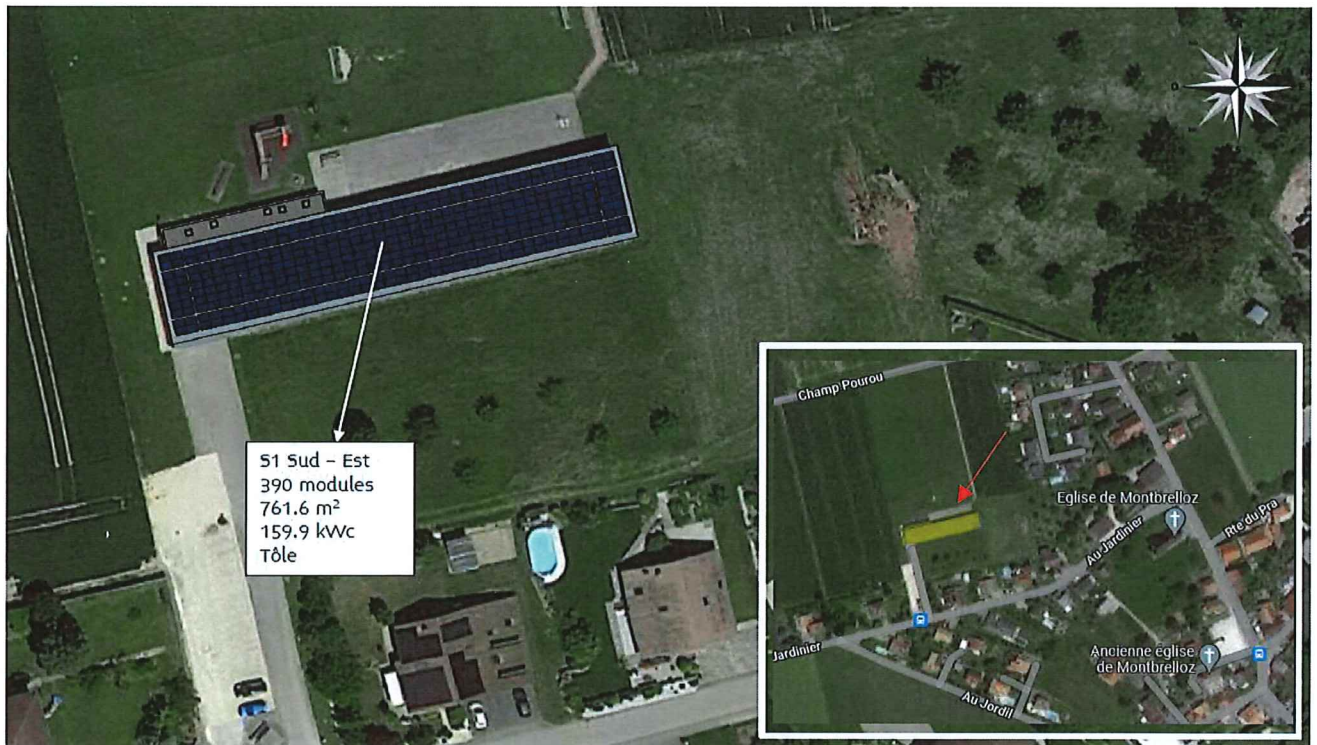 S1 Sud – Est
390 modules
761.6 m²
159.9 kWc
Tôle
Champ Pourou
Eglise de Montbrelloz
Rte du Pra
Au Jardinier
Jardinier
Ancienne église
de Montbrelloz
Au Jordil